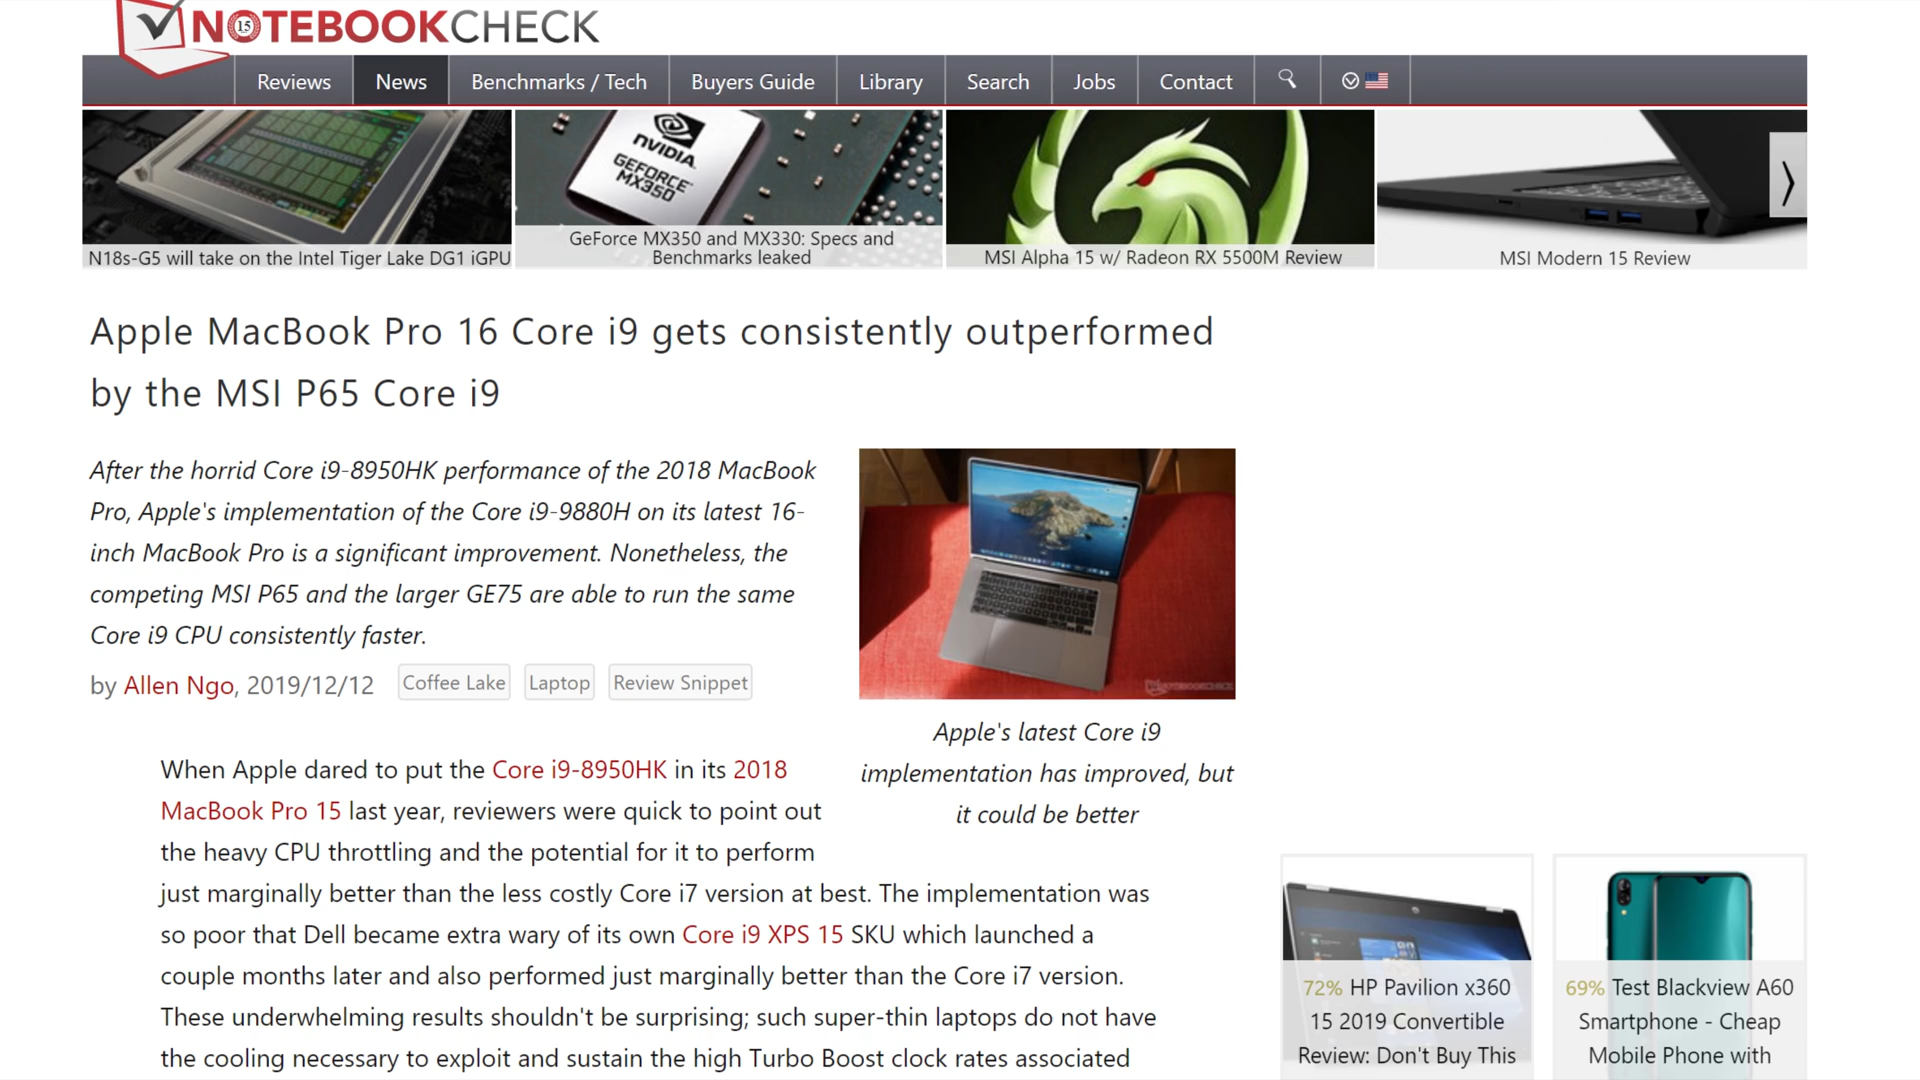 15
NOTEBOOKCHECK
Reviews News Benchmarks / Tech Buyers Guide Library Search Jobs Contact
NVIDIA
GEFORCE
MX350
N18s-G5 will take on the Intel Tiger Lake DG1 iGPU
GeForce MX350 and MX330: Specs and
Benchmarks leaked
MSI Alpha 15 w/ Radeon RX 5500M Review
MSI Modern 15 Review
Apple MacBook Pro 16 Core i9 gets consistently outperformed
by the MSI P65 Core i9
After the horrid Core i9-8950HK performance of the 2018 MacBook
Pro, Apple's implementation of the Core i9-9880H on its latest 16-
inch MacBook Pro is a significant improvement. Nonetheless, the
competing MSI P65 and the larger GE75 are able to run the same
Core i9 CPU consistently faster.
by Allen Ngo, 2019/12/12 Coffee Lake Laptop Review Snippet
NOTEBOOKCHECK
Apple's latest Core i9
implementation has improved, but
it could be better
When Apple dared to put the Core i9-8950HK in its 2018
MacBook Pro 15 last year, reviewers were quick to point out
the heavy CPU throttling and the potential for it to perform
just marginally better than the less costly Core i7 version at best. The implementation was
so poor that Dell became extra wary of its own Core i9 XPS 15 SKU which launched a
couple months later and also performed just marginally better than the Core i7 version.
These underwhelming results shouldn't be surprising; such super-thin laptops do not have
the cooling necessary to exploit and sustain the high Turbo Boost clock rates associated
72% HP Pavilion x360
15 2019 Convertible
Review: Don't Buy This
69% Test Blackview A60
Smartphone - Cheap
Mobile Phone with